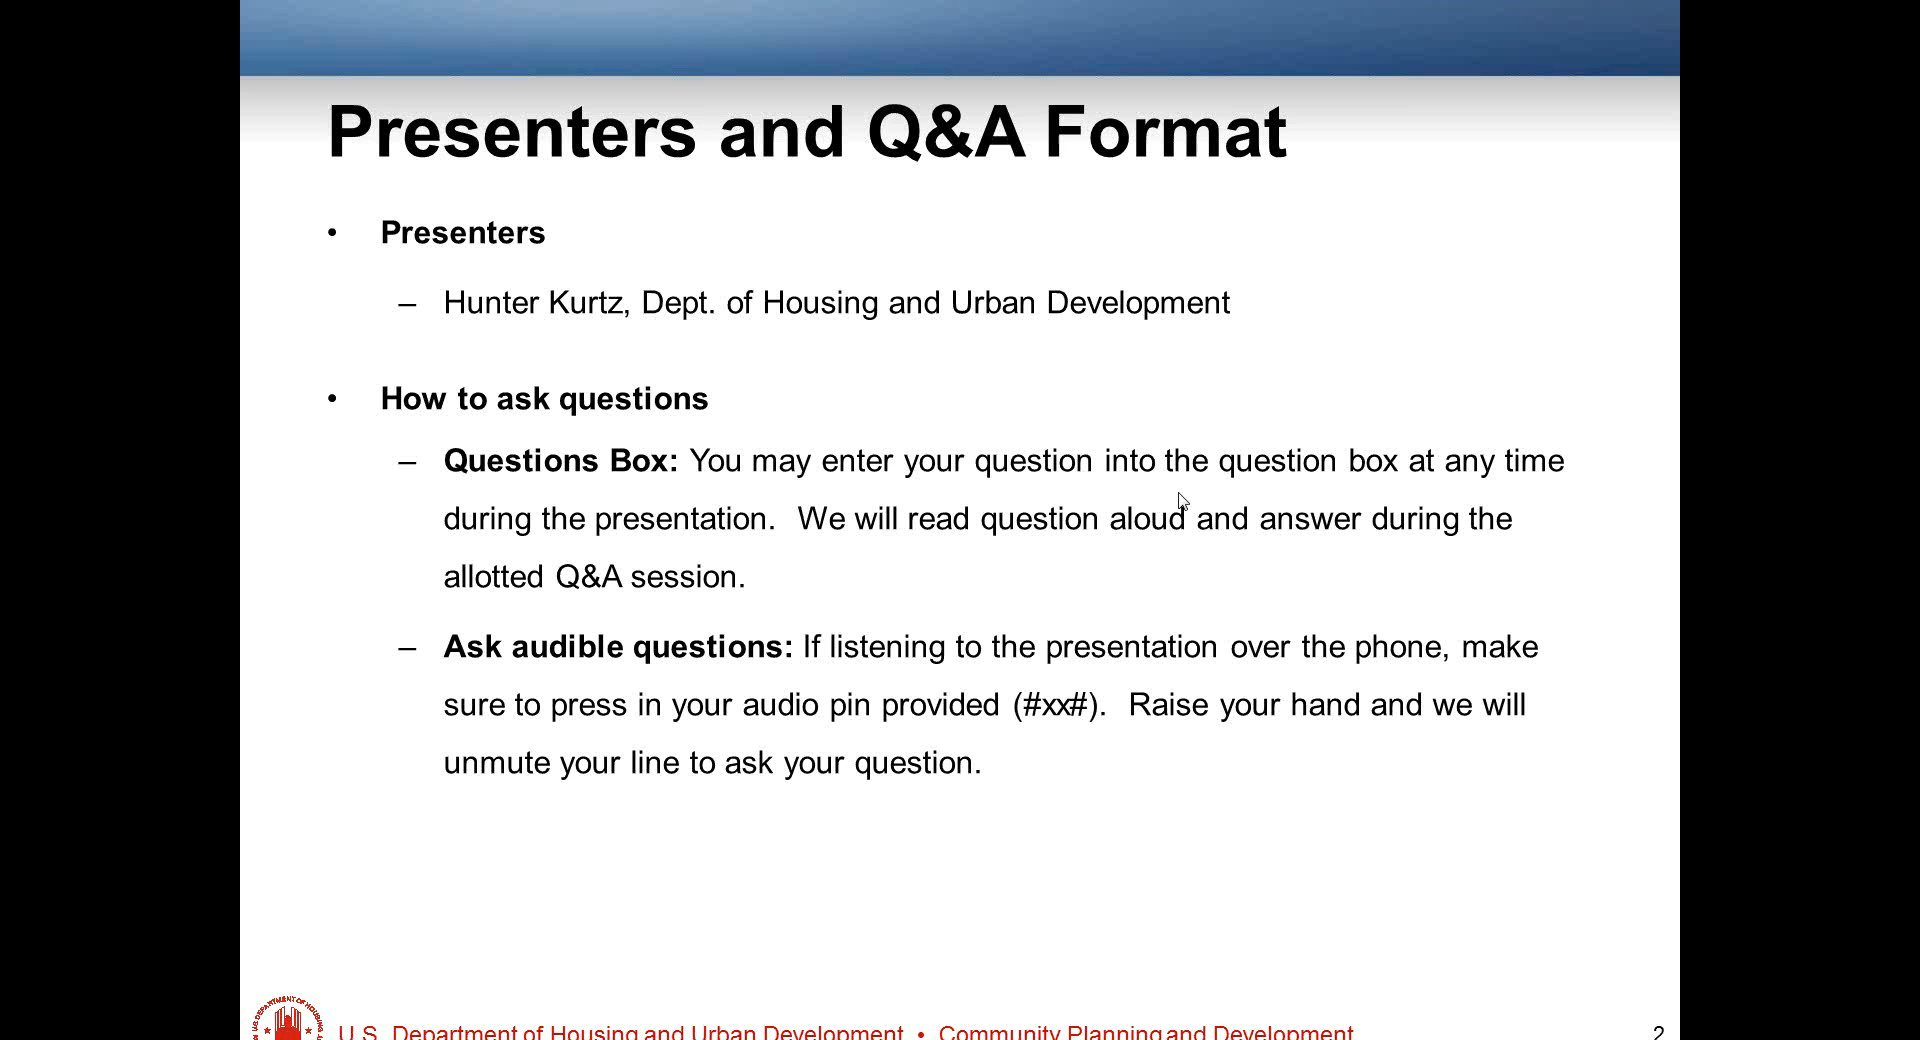 Presenters and Q&A Format
• Presenters
– Hunter Kurtz, Dept. of Housing and Urban Development
• How to ask questions
– Questions Box: You may enter your question into the question box at any time
during the presentation.  We will read question aloud and answer during the
allotted Q&A session.
– Ask audible questions: If listening to the presentation over the phone, make
sure to press in your audio pin provided (#xx#).  Raise your hand and we will
unmute your line to ask your question.
U.S. DEPARTMENT OF HOUSING
U.S. Department of Housing and Urban Development • Community Planning and Development
2